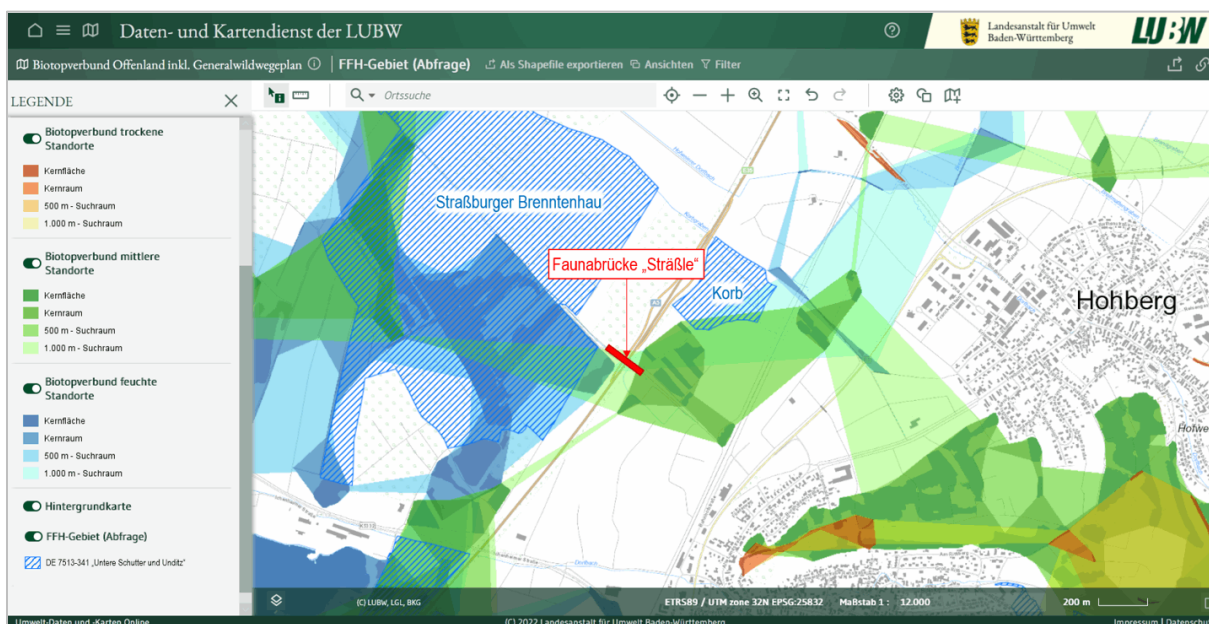 Daten- und Kartendienst der LUBW
Landesanstalt für Umwelt
Baden-Württemberg
LUBW
Biotopverbund Offenland inkl. Generalwildwegeplan
FFH-Gebiet (Abfrage)
Als Shapefile exportieren
Ansichten
Filter
LEGENDE
Ortssuche
Biotopverbund trockene
Standorte
Kernfläche
Kernraum
500 m - Suchraum
1.000 m - Suchraum
Biotopverbund mittlere
Standorte
Kernfläche
Kernraum
500 m - Suchraum
1.000 m - Suchraum
Biotopverbund feuchte
Standorte
Kernfläche
Kernraum
500 m - Suchraum
1.000 m - Suchraum
Hintergrundkarte
FFH-Gebiet (Abfrage)
DE 7513-341 „Untere Schutter und Unditz"
Straßburger Brenntenhau
Faunabrücke „Sträßle"
Korb
Hohberg
(C) LUBW, LGL, BKG
ETRS89 / UTM zone 32N EPSG:25832
Maßstab 1 : 12.000
200 m
Umwelt-Daten und -Karten Online
(C) 2022 Landesanstalt für Umwelt Baden-Württemberg
Impressum | Datenschut